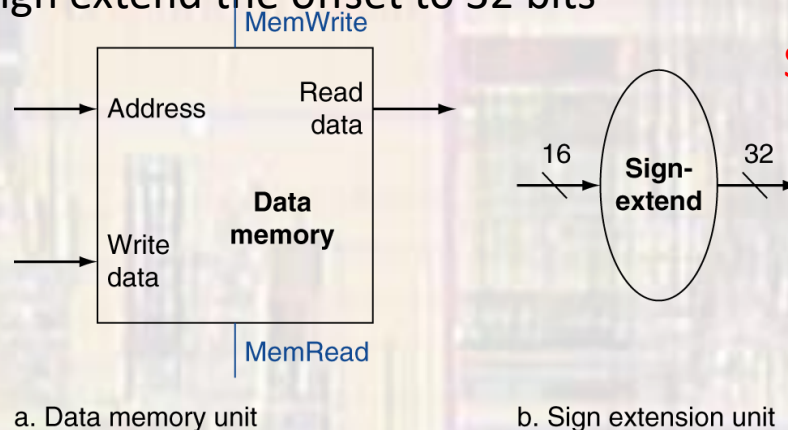 sign extend the offset to 32 bits
MemWrite
Address
Read
data
Data
memory
Write
data
MemRead
16
Sign-
extend
32
a. Data memory unit
b. Sign extension unit